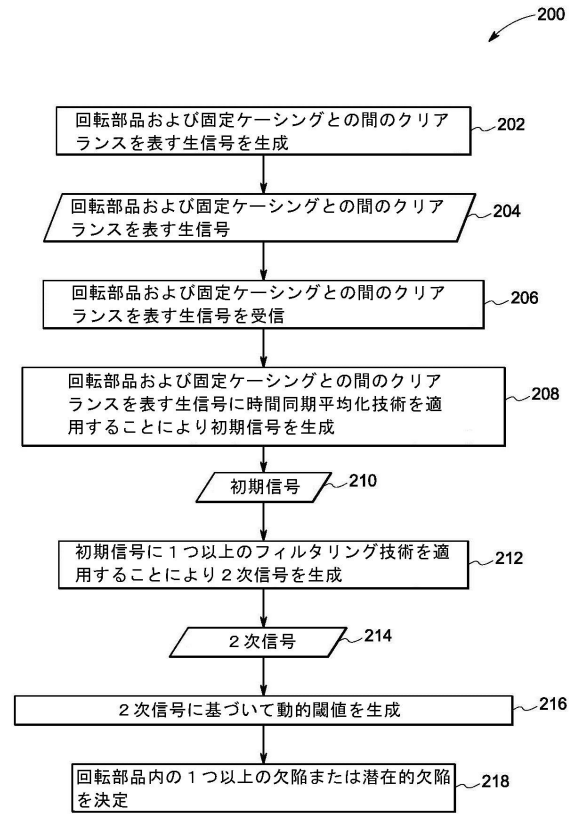 200
回転部品および固定ケーシングとの間のクリア
ランスを表す生信号を生成
202
回転部品および固定ケーシングとの間のクリア
ランスを表す生信号
204
回転部品および固定ケーシングとの間のクリア
ランスを表す生信号を受信
206
回転部品および固定ケーシングとの間のクリア
ランスを表す生信号に時間同期平均化技術を適
用することにより初期信号を生成
208
初期信号
210
初期信号に１つ以上のフィルタリング技術を適
用することにより２次信号を生成
212
２次信号
214
２次信号に基づいて動的閾値を生成
216
回転部品内の１つ以上の欠陥または潜在的欠陥
を決定
218